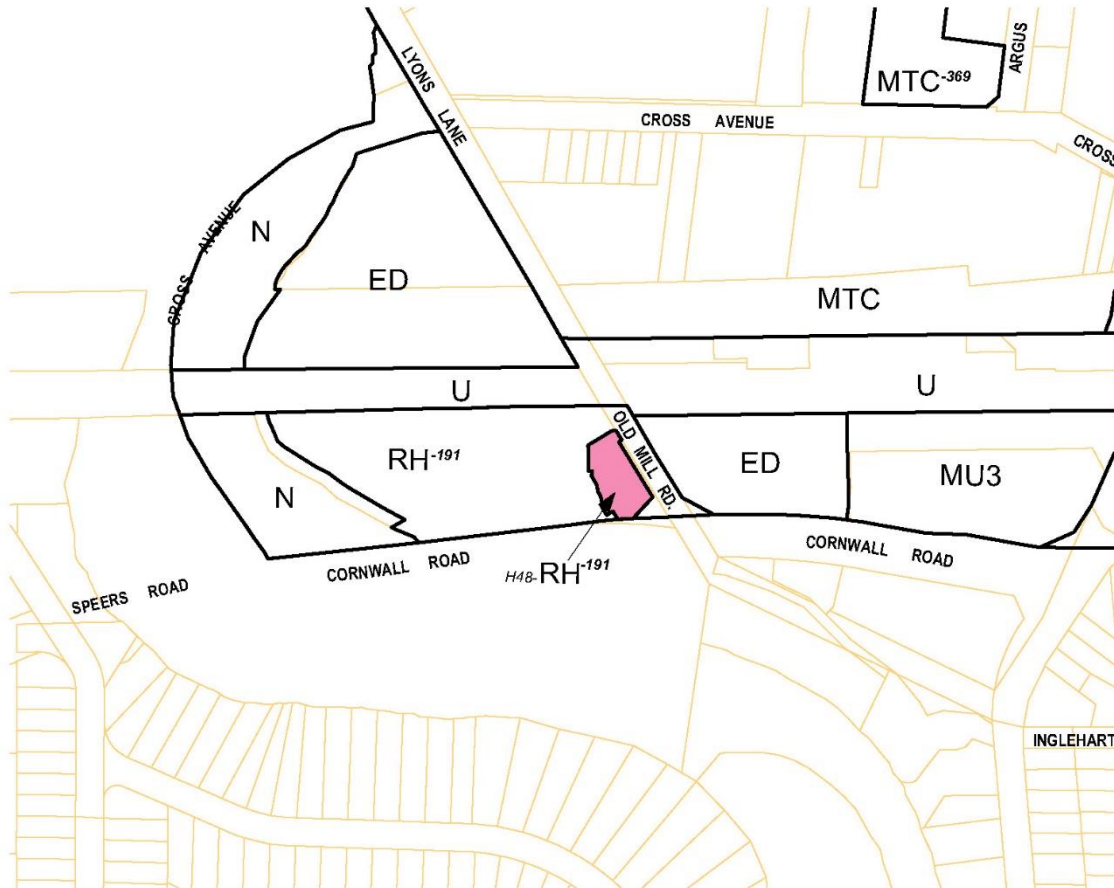 LYONS LANE
MTC-369
ARGUS
CROSS AVENUE
CROSS
CROSS AVENUE
N
ED
MTC
U
U
OLD MILL RD.
RH-191
ED
MU3
N
CORNWALL ROAD
CORNWALL ROAD
H48-RH-191
SPEERS ROAD
INGLEHART